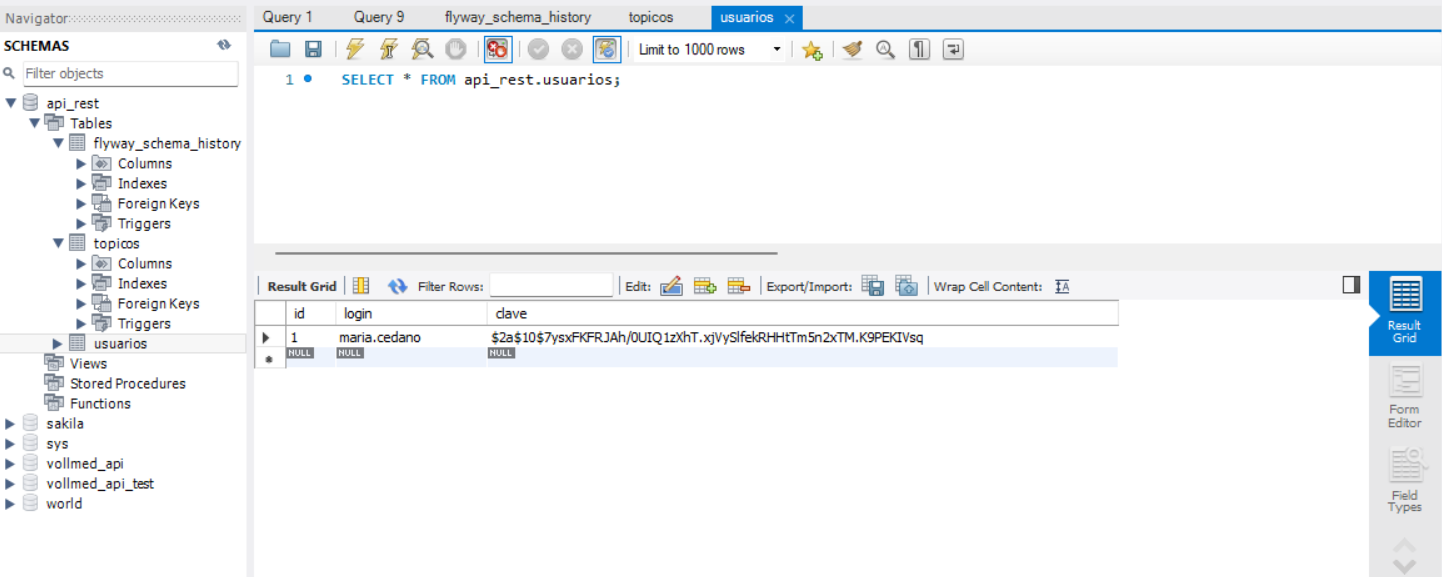 Navigator
SCHEMAS
Filter objects
api_rest
Tables
flyway_schema_history
Columns
Indexes
Foreign Keys
Triggers
topicos
Columns
Indexes
Foreign Keys
Triggers
usuarios
Views
Stored Procedures
Functions
sakila
sys
vollmed_api
vollmed_api_test
world
Query 1 Query 9 flyway_schema_history topicos usuarios
Limit to 1000 rows
1 SELECT * FROM api_rest.usuarios;
Result Grid Filter Rows: Edit: Export/Import: Wrap Cell Content: IA
id login clave
1 maria.cedano $2a$10$7ysxFKFRJAh/0UIQ1zXhT.xjVySlfekRHHtTm5n2xTM.K9PEKIVsq
NULL NULL NULL
Result
Grid
Form
Editor
Field
Types